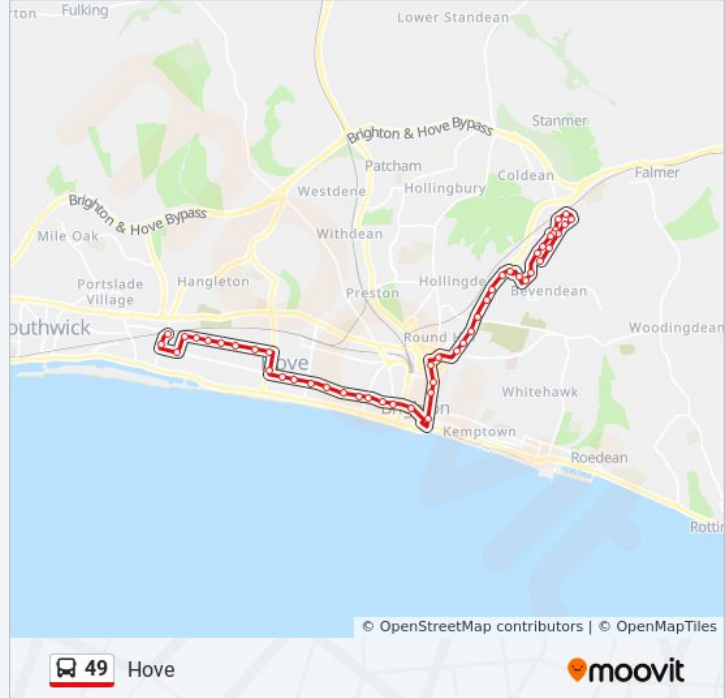 rton
Fulking
Lower Standean
Brighton & Hove Bypass
Stanmer
Patcham
Coldean
Falmer
Westdene
Hollingbury
Brighton & Hove Bypass
Mile Oak
Withdean
Portslade
Village
Hangleton
Preston
Hollingde
Bevendean
outhwick
Round H
Woodingdean
ove
Whitehawk
Brig
on
Kemptown
Roedean
Rottin
© OpenStreetMap contributors | © OpenMapTiles
49 Hove
moovit